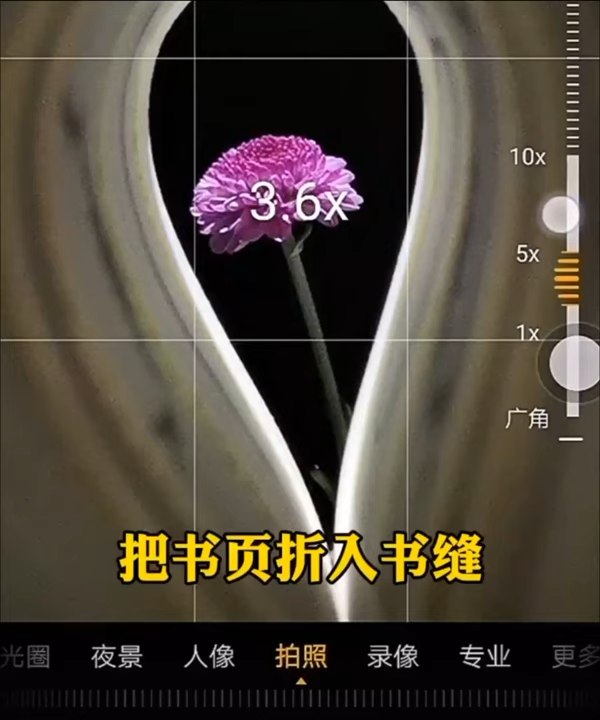 10x
3.6x
5x
1x
广角
把书页折入书缝
光圈 夜景 人像 拍照 录像 专业 更多